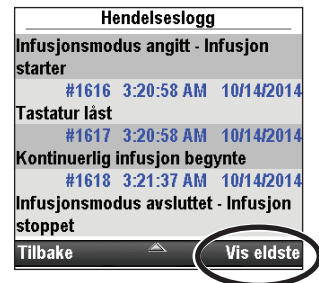 Hendelseslogg
Infusjonsmodus angitt - Infusjon
starter
#1616 3:20:58 AM 10/14/2014
Tastatur låst
#1617 3:20:58 AM 10/14/2014
Kontinuerlig infusjon begynte
#1618 3:21:37 AM 10/14/2014
Infusjonsmodus avsluttet - Infusjon
stoppet
Tilbake Vis eldste